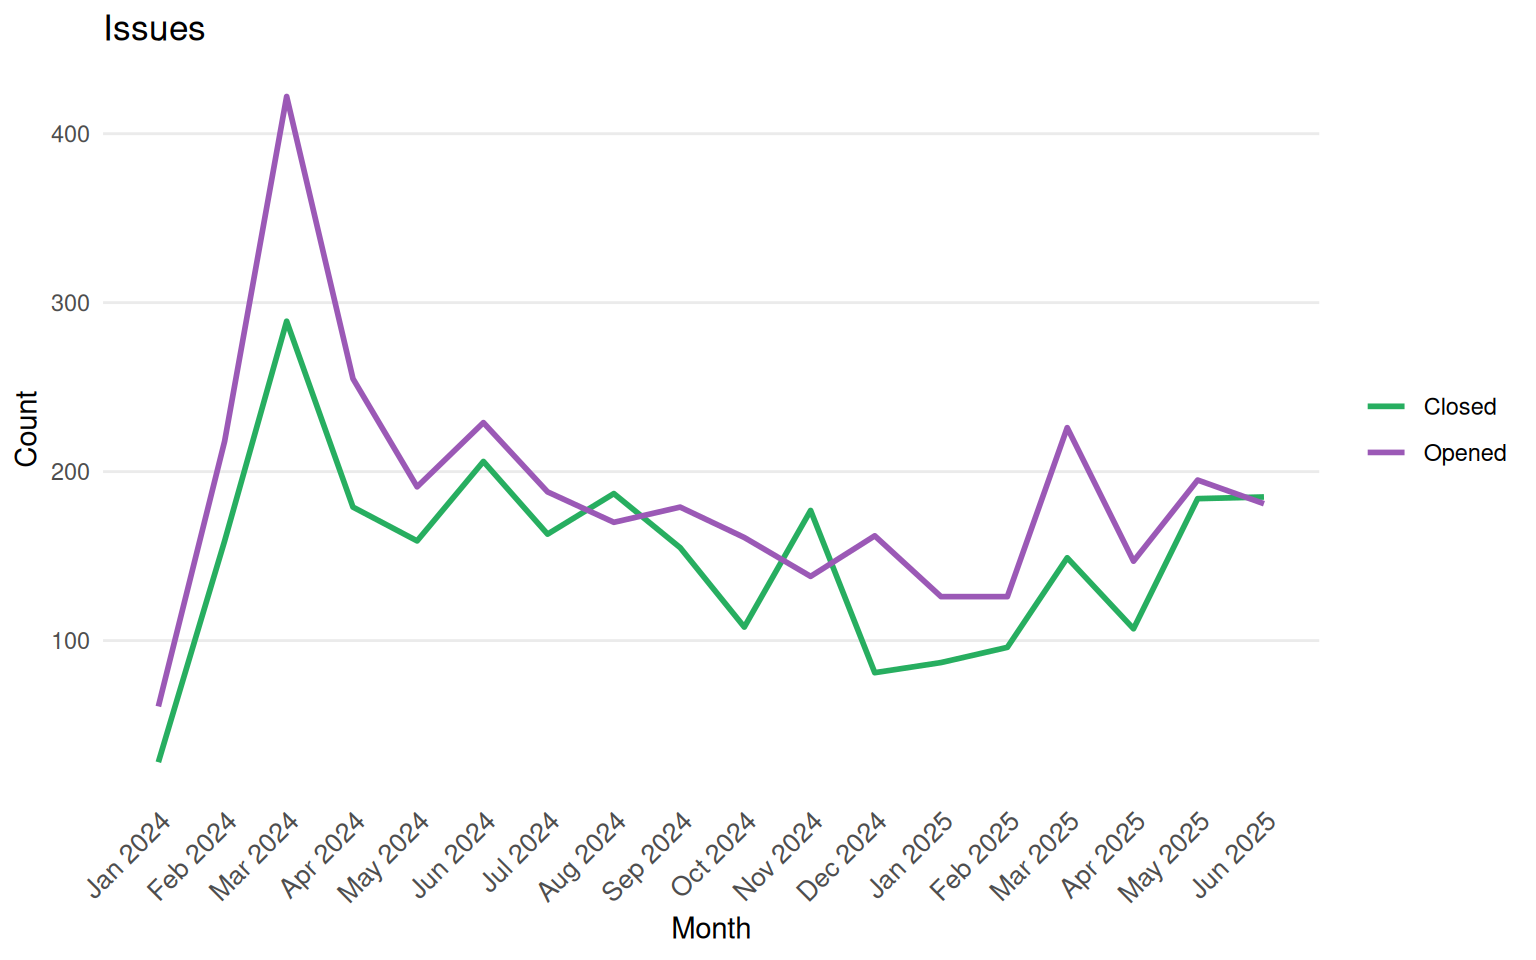 Issues
400
300
200
100
Count
Jan 2024
Feb 2024
Mar 2024
Apr 2024
May 2024
Jun 2024
Jul 2024
Aug 2024
Sep 2024
Oct 2024
Nov 2024
Dec 2024
Jan 2025
Feb 2025
Mar 2025
Apr 2025
May 2025
Jun 2025
Month
Closed
Opened